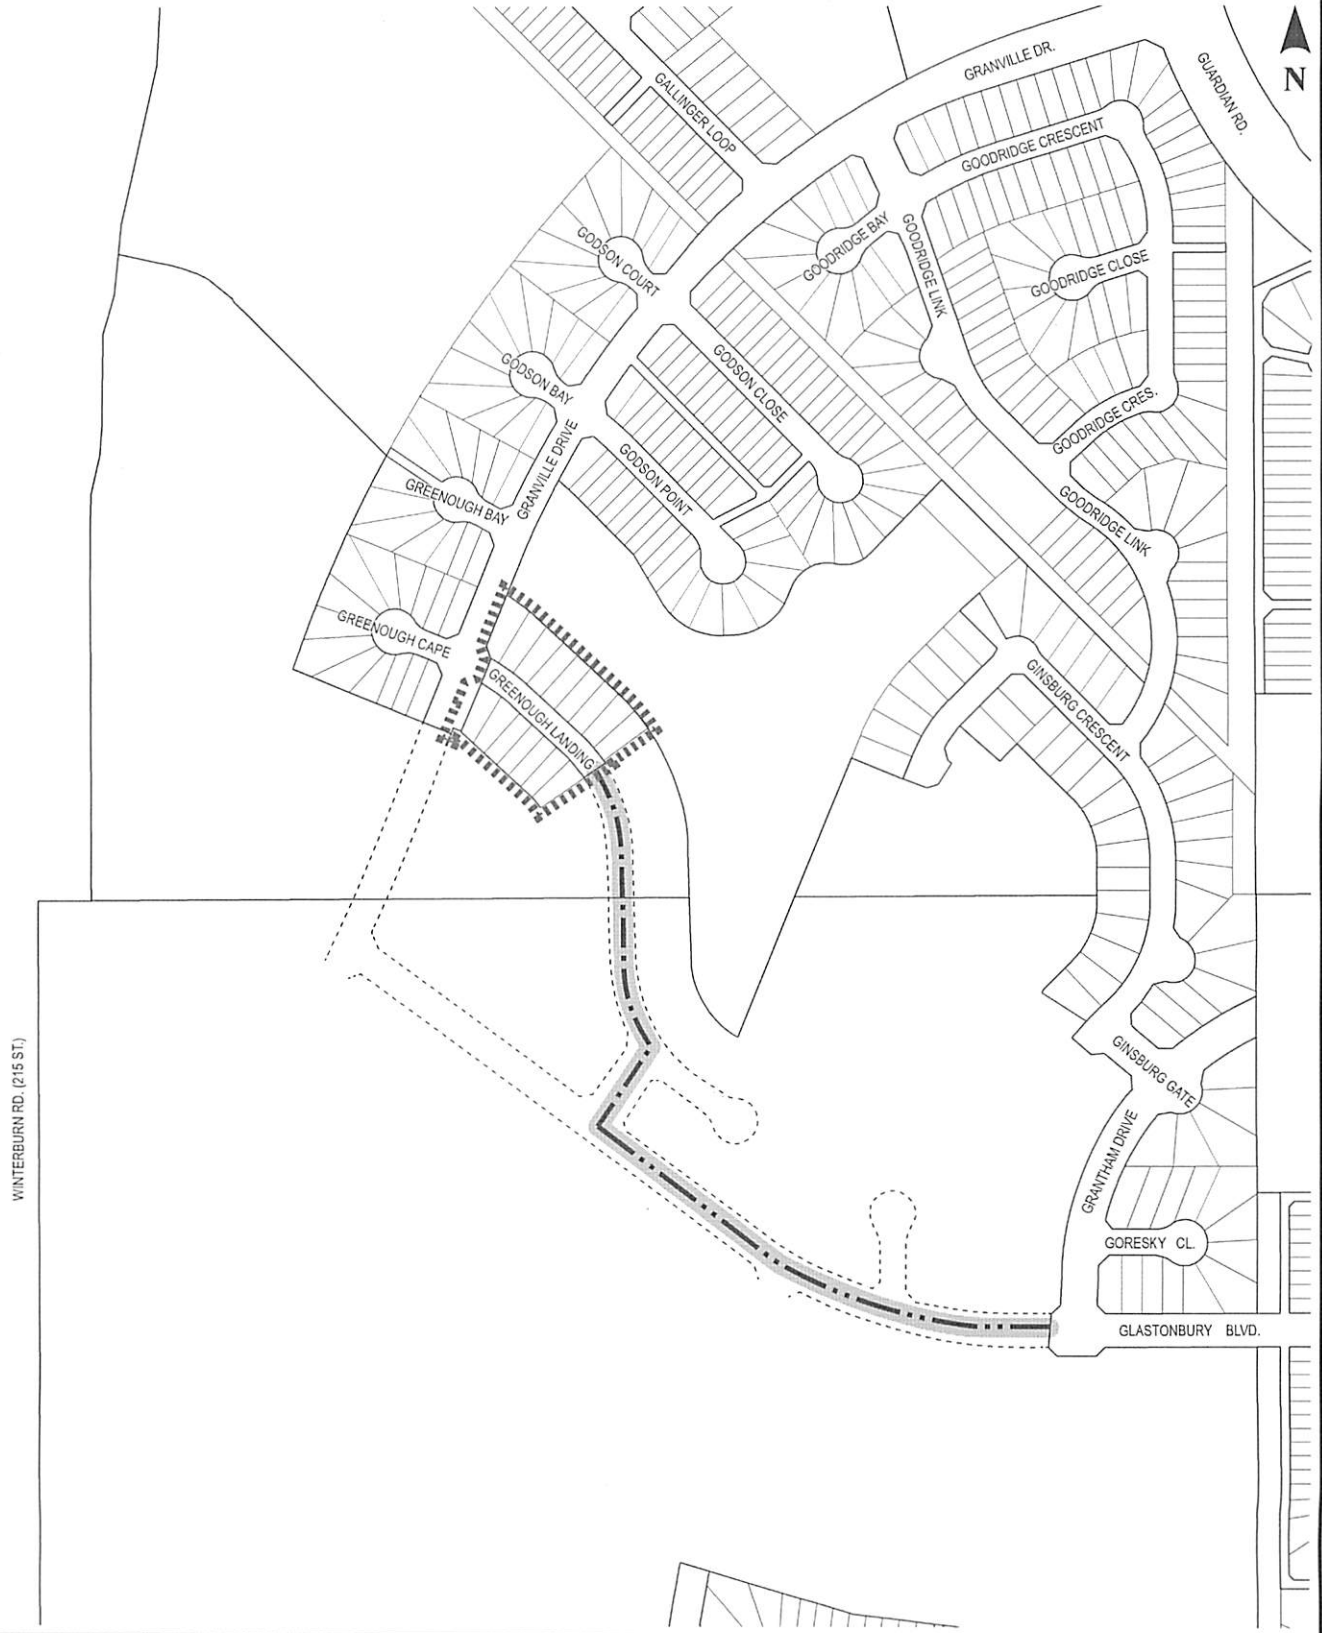 GRANVILLE DR.
GUARDIAN RD.
N
GALLINGER LOOP
GOODRIDGE CRESCENT
GOODRIDGE BAY
GOODRIDGE LINK
GODSON COURT
GOODRIDGE CLOSE
GODSON BAY
GODSON CLOSE
GOODRIDGE CRES.
GRANVILLE DRIVE
GODSON POINT
GREENOUGH BAY
GOODRIDGE LINK
GREENOUGH CAPE
GREENOUGH LANDING
GINSBURG CRESCENT
WINTERBURN RD. (215 ST.)
GINSBURG GATE
GRANTHAM DRIVE
GORESKY CL.
GLASTONBURY BLVD.